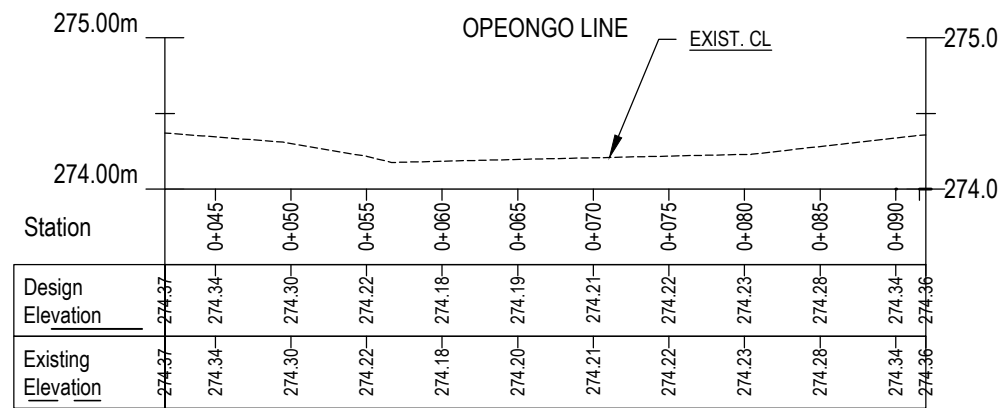 OPEONGO LINE
275.00m
275.0
EXIST. CL
274.00m
274.0
Station
0+045 0+050 0+055 0+060 0+065 0+070 0+075 0+080 0+085 0+090
Design
Elevation
274.37 274.34 274.30 274.22 274.18 274.19 274.21 274.22 274.23 274.28 274.34 274.36
Existing
Elevation
274.37 274.34 274.30 274.22 274.18 274.20 274.21 274.22 274.23 274.28 274.34 274.36